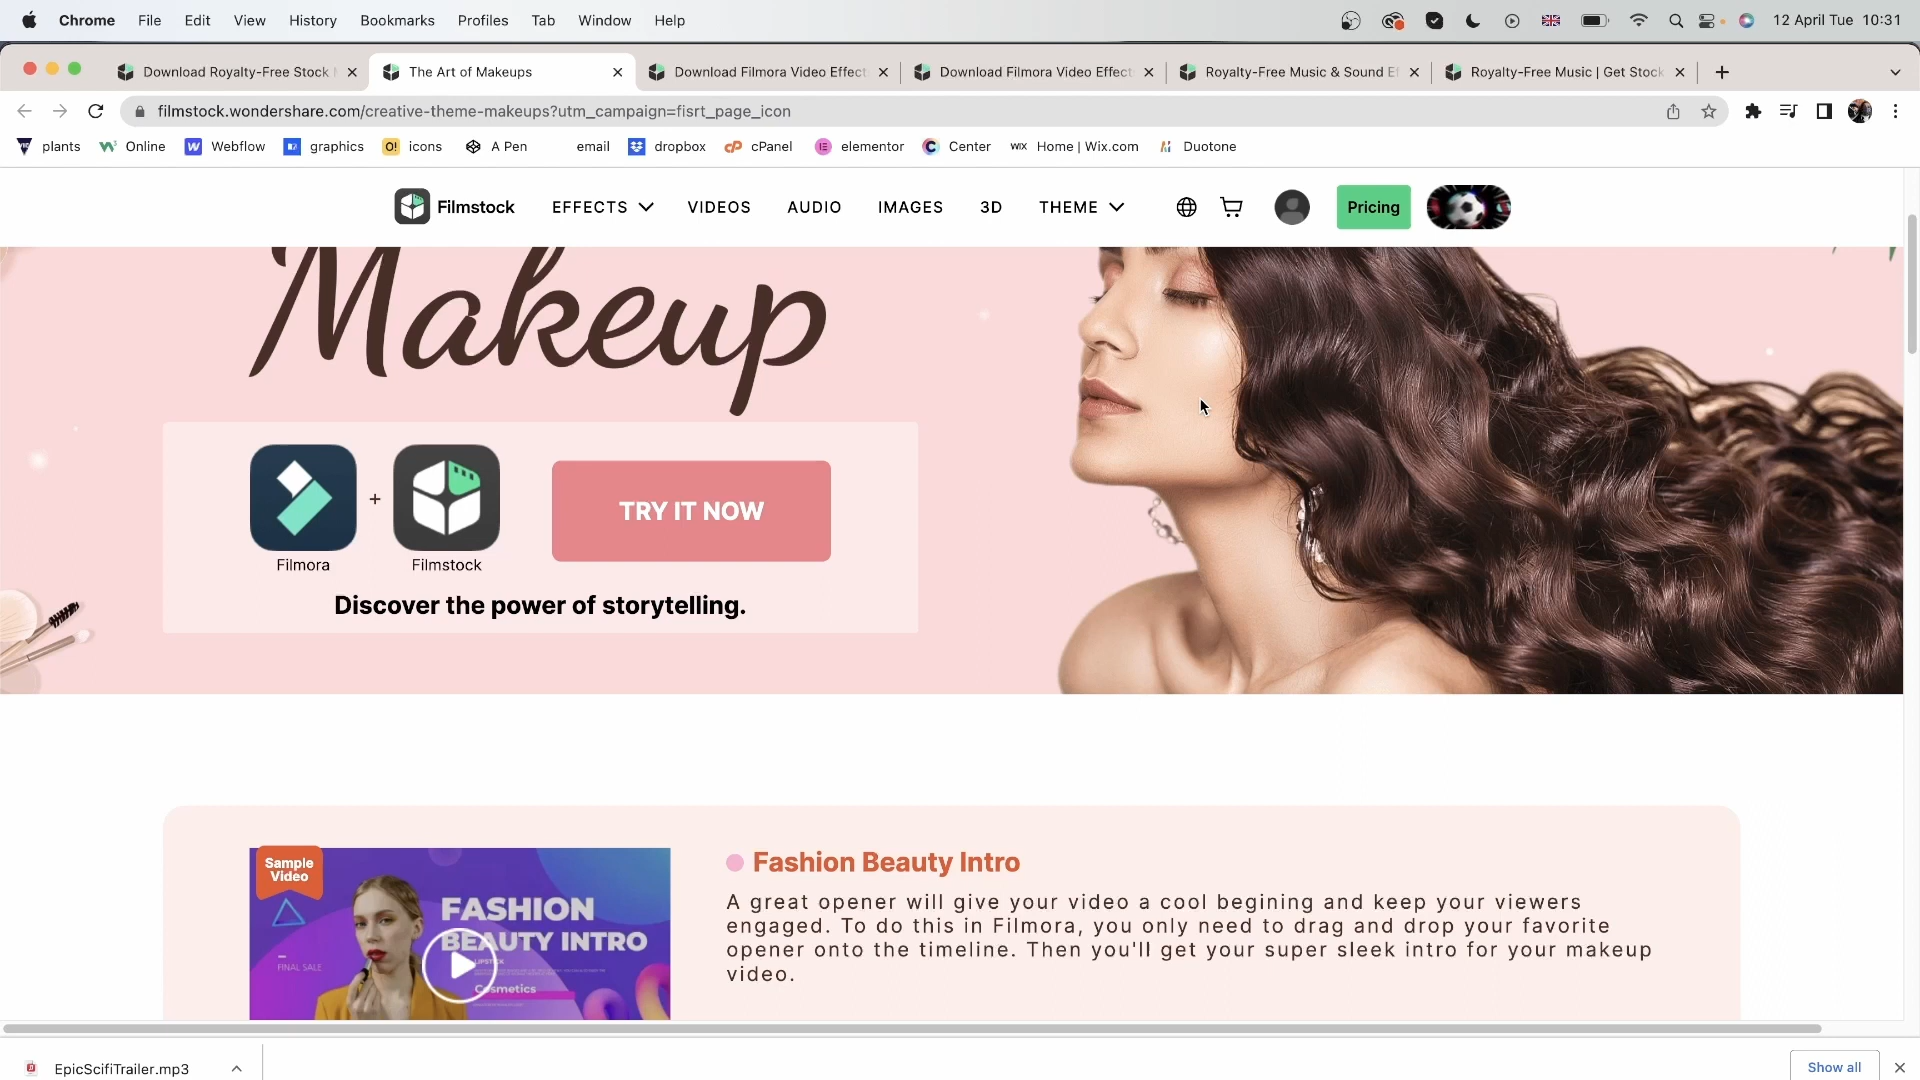 Chrome File Edit View History Bookmarks Profiles Tab Window Help 12 April Tue 10:31
Download Royalty-Free Stock The Art of Makeups Download Filmora Video Effect Download Filmora Video Effect Royalty-Free Music & Sound Ef Royalty-Free Music | Get Stock
filmstock.wondershare.com/creative-theme-makeups?utm_campaign=fisrt_page_icon
plants Online Webflow graphics icons A Pen email dropbox cPanel elementor Center Home | Wix.com Duotone
Filmstock EFFECTS VIDEOS AUDIO IMAGES 3D THEME Pricing
Makeup
TRY IT NOW
Filmora + Filmstock
Discover the power of storytelling.
Sample
Video
FASHION
BEAUTY INTRO
FINAL SALE
LIPSTICK
Cosmetics
Fashion Beauty Intro
A great opener will give your video a cool begining and keep your viewers
engaged. To do this in Filmora, you only need to drag and drop your favorite
opener onto the timeline. Then you'll get your super sleek intro for your makeup
video.
EpicScifiTrailer.mp3 Show all